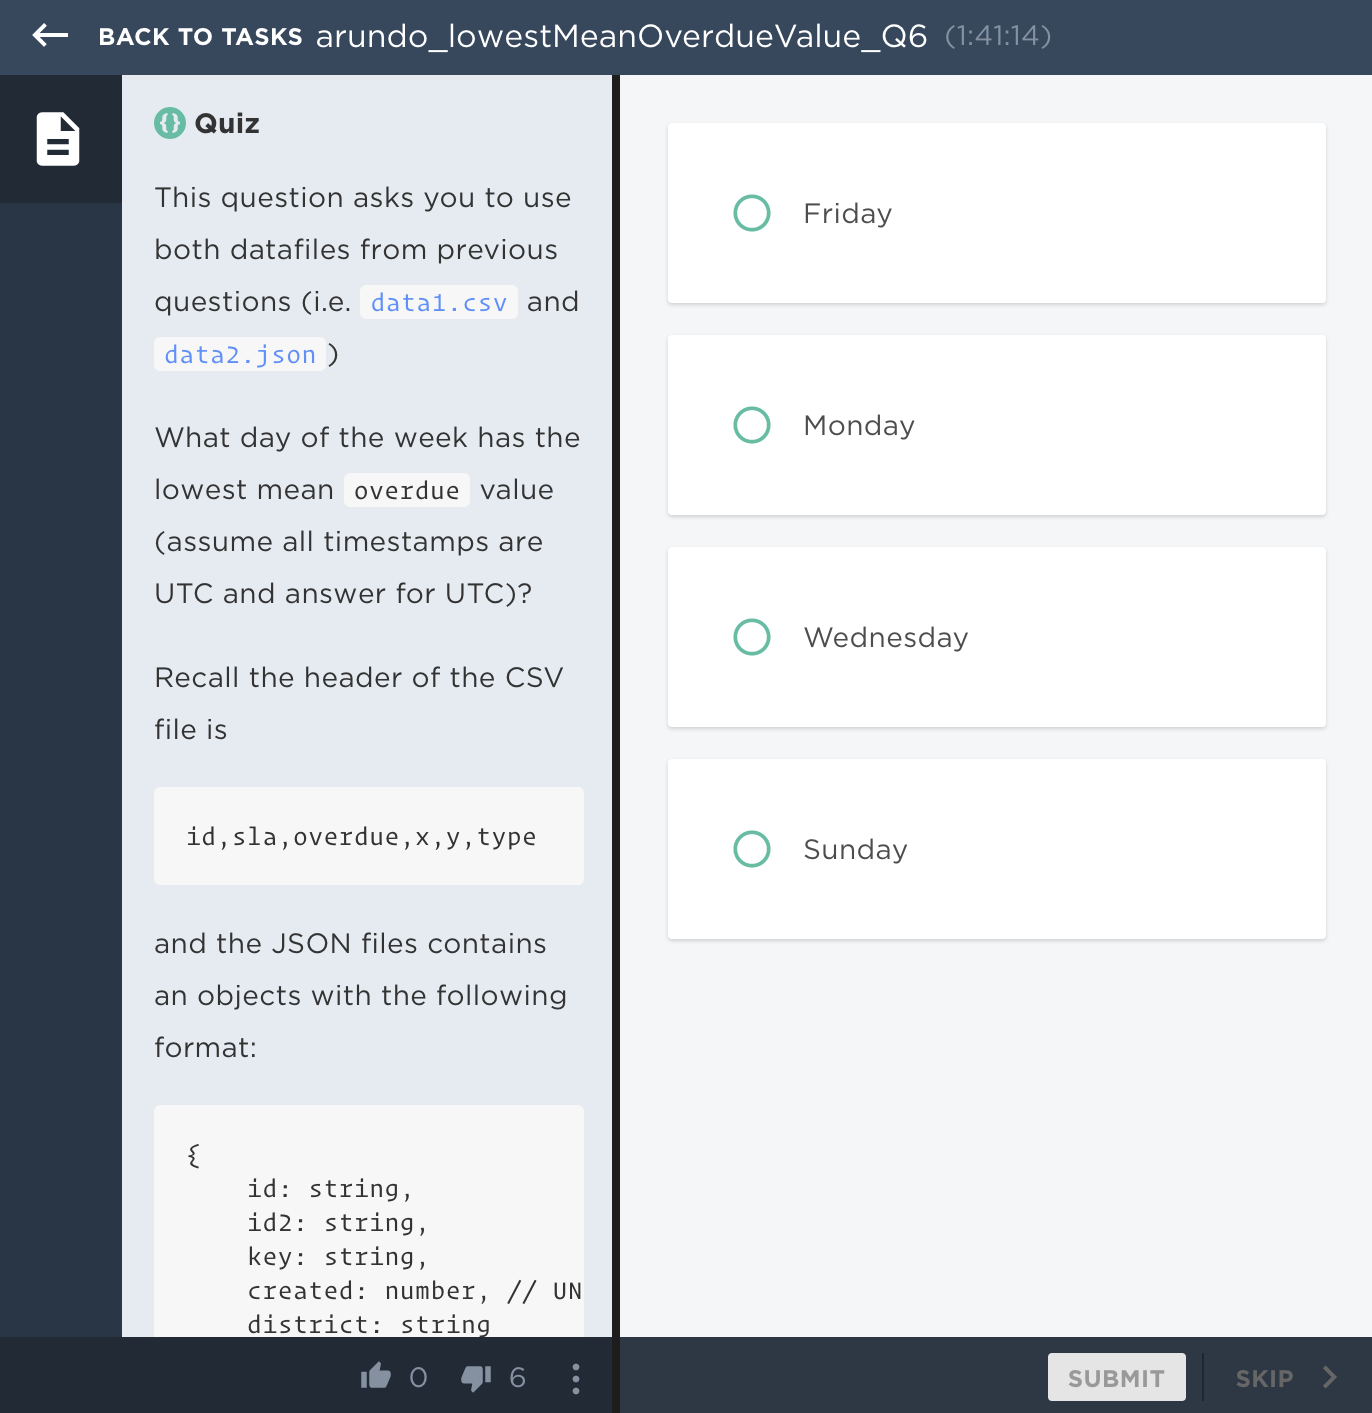 BACK TO TASKS arundo_lowestMeanOverdueValue_Q6 (1:41:14)
Quiz
This question asks you to use
both datafiles from previous
questions (i.e. data1.csv and
data2.json)
What day of the week has the
lowest mean overdue value
(assume all timestamps are
UTC and answer for UTC)?
Recall the header of the CSV
file is
id,sla,overdue,x,y,type
and the JSON files contains
an objects with the following
format:
{
id: string,
id2: string,
key: string,
created: number, // UN
district: string
0 6
Friday
Monday
Wednesday
Sunday
SUBMIT SKIP